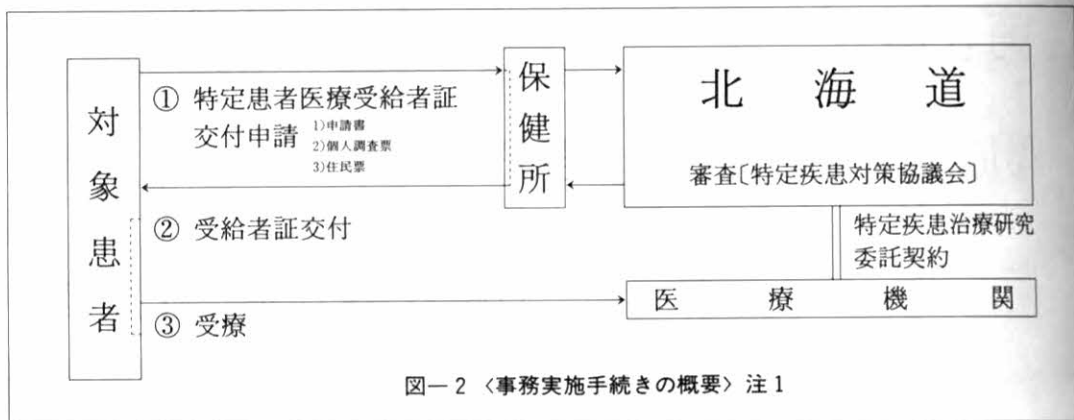 対象患者
① 特定患者医療受給者証
交付申請
1)申請書
2)個人調査票
3)住民票
② 受給者証交付
③ 受療
保健所
北海道
審査〔特定疾患対策協議会〕
特定疾患治療研究
委託契約
医療機関
図―2 〈事務実施手続きの概要〉注1